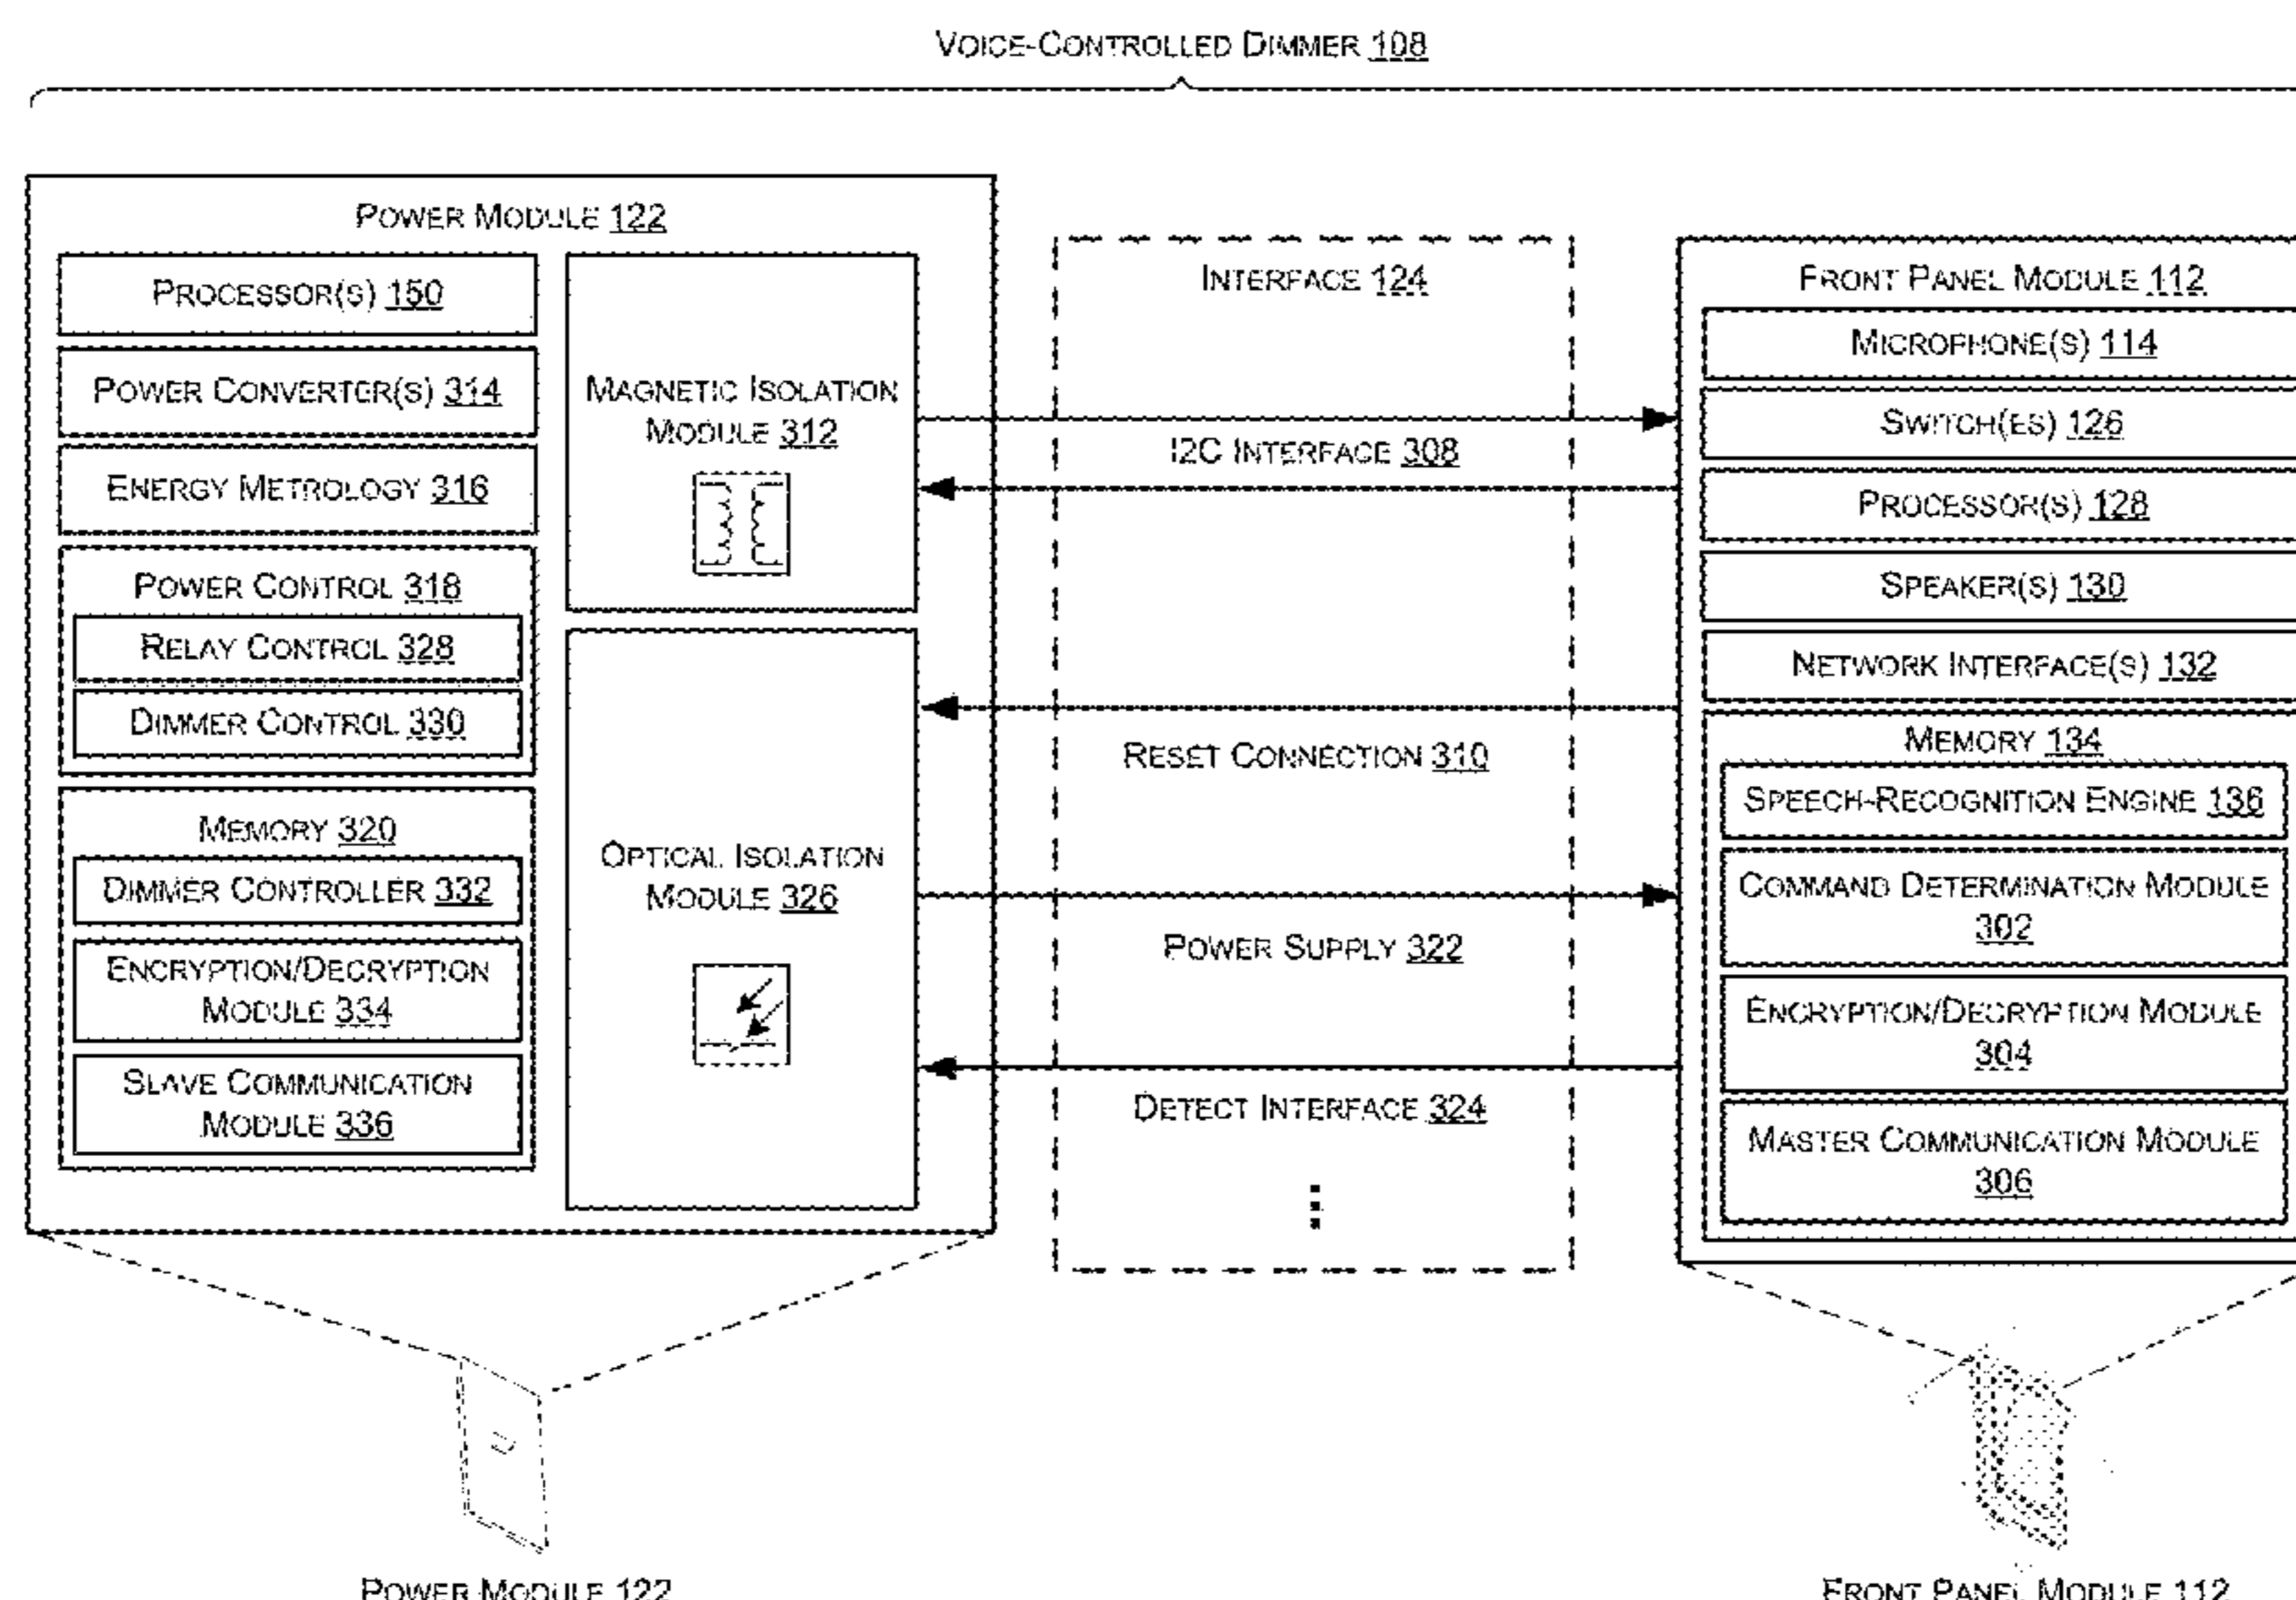 VOICE-CONTROLLED DIMMER 108
POWER MODULE 122
PROCESSOR(S) 150
POWER CONVERTER(S) 314
ENERGY METROLOGY 316
POWER CONTROL 318
RELAY CONTROL 328
DIMMER CONTROL 330
MEMORY 320
DIMMER CONTROLLER 332
ENCRYPTION/DECRYPTION
MODULE 334
SLAVE COMMUNICATION
MODULE 336
MAGNETIC ISOLATION
MODULE 312
OPTICAL ISOLATION
MODULE 326
INTERFACE 124
I2C INTERFACE 308
RESET CONNECTION 310
POWER SUPPLY 322
DETECT INTERFACE 324
FRONT PANEL MODULE 112
MICROPHONE(S) 114
SWITCH(ES) 126
PROCESSOR(S) 128
SPEAKER(S) 130
NETWORK INTERFACE(S) 132
MEMORY 134
SPEECH-RECOGNITION ENGINE 136
COMMAND DETERMINATION MODULE
302
ENCRYPTION/DECRYPTION MODULE
304
MASTER COMMUNICATION MODULE
306
POWER MODULE 122
FRONT PANEL MODULE 112